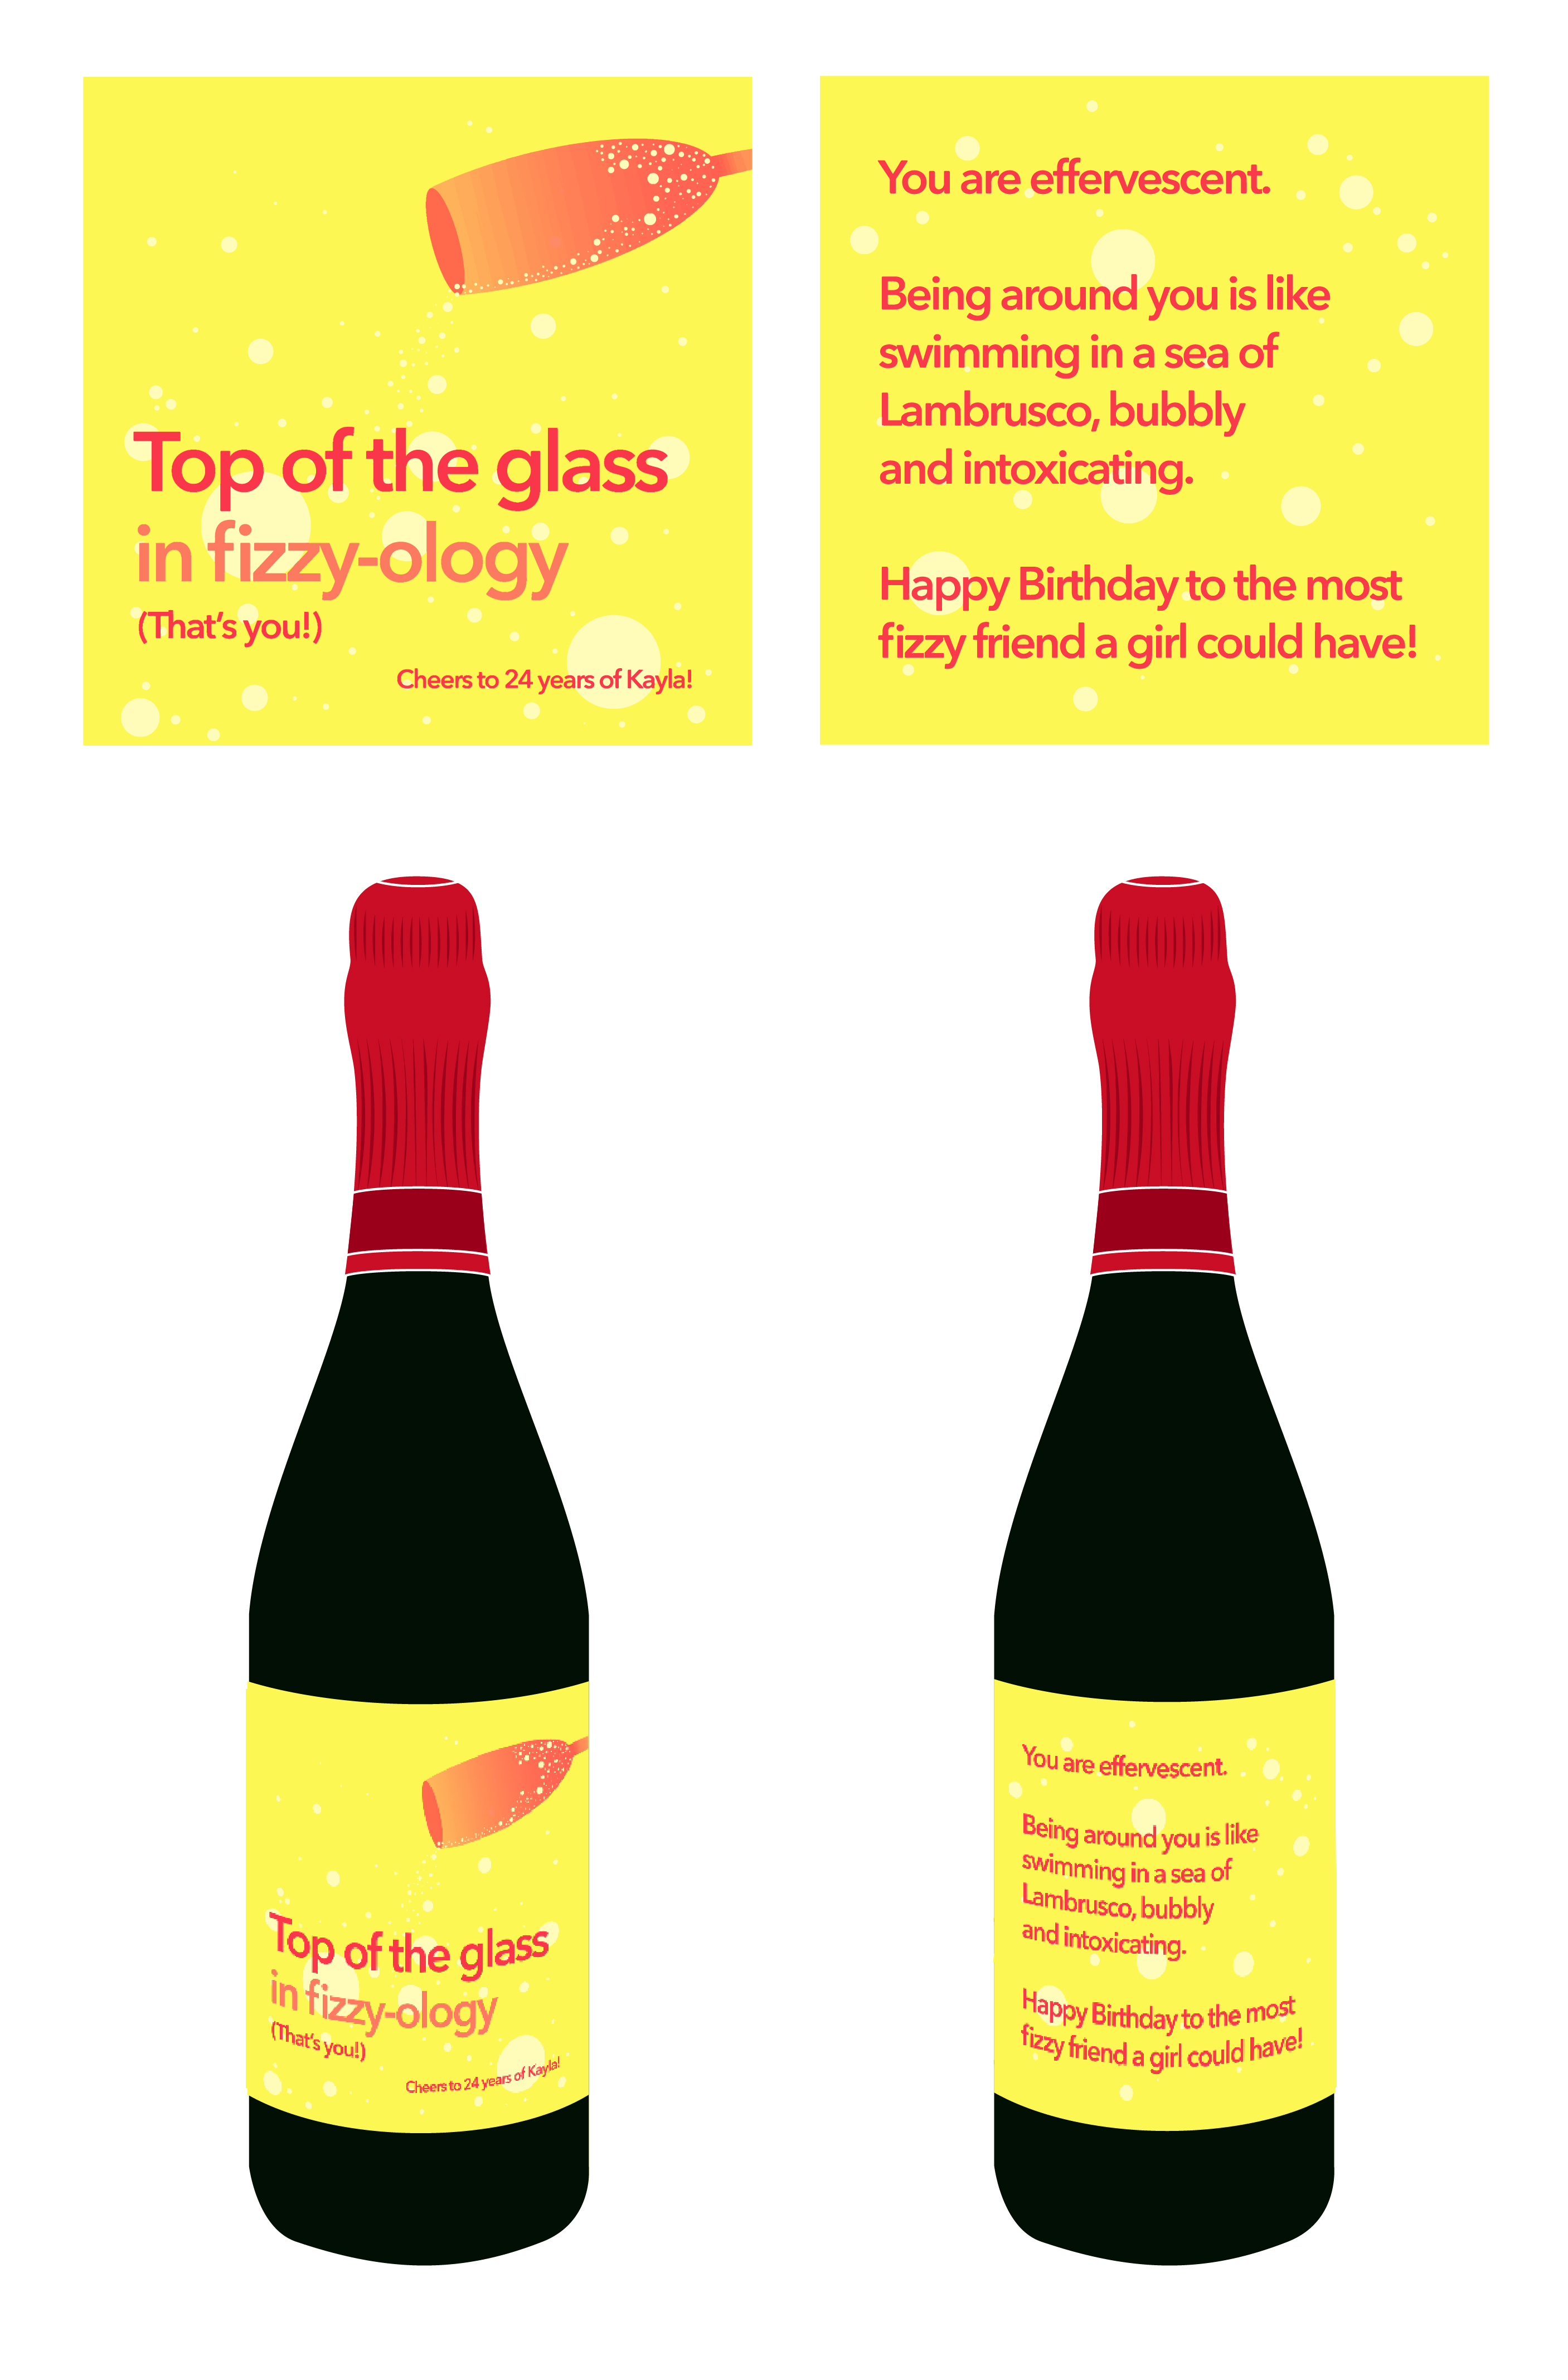 Top of the glass
in fizzy-ology
(That’s you!)
Cheers to 24 years of Kayla!
You are effervescent.
Being around you is like
swimming in a sea of
Lambrusco, bubbly
and intoxicating.
Happy Birthday to the most
fizzy friend a girl could have!
Top of the glass
in fizzy-ology
(That’s you!)
Cheers to 24 years of Kayla!
You are effervescent.
Being around you is like
swimming in a sea of
Lambrusco, bubbly
and intoxicating.
Happy Birthday to the most
fizzy friend a girl could have!